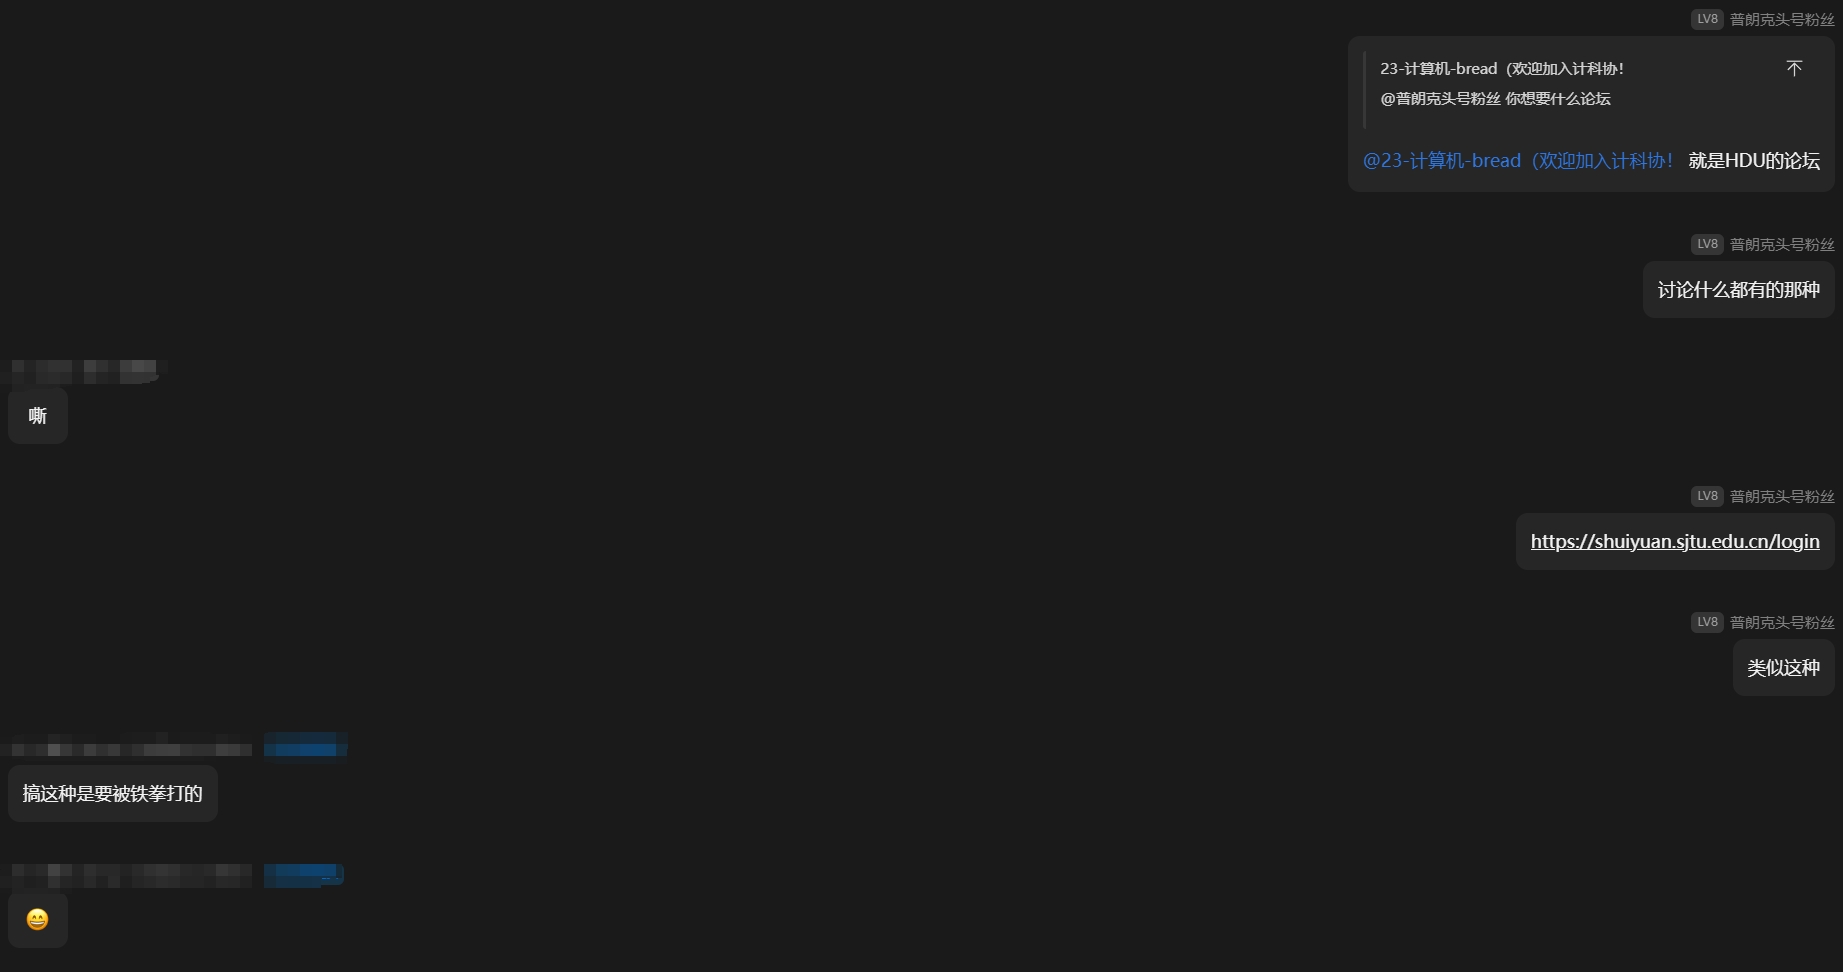 LV8 普朗克头号粉丝
23-计算机-bread（欢迎加入计科协！
@普朗克头号粉丝 你想要什么论坛
@23-计算机-bread（欢迎加入计科协！ 就是HDU的论坛
LV8 普朗克头号粉丝
讨论什么都有的那种
嘶
LV8 普朗克头号粉丝
https://shuiyuan.sjtu.edu.cn/login
LV8 普朗克头号粉丝
类似这种
搞这种是要被铁拳打的
😄